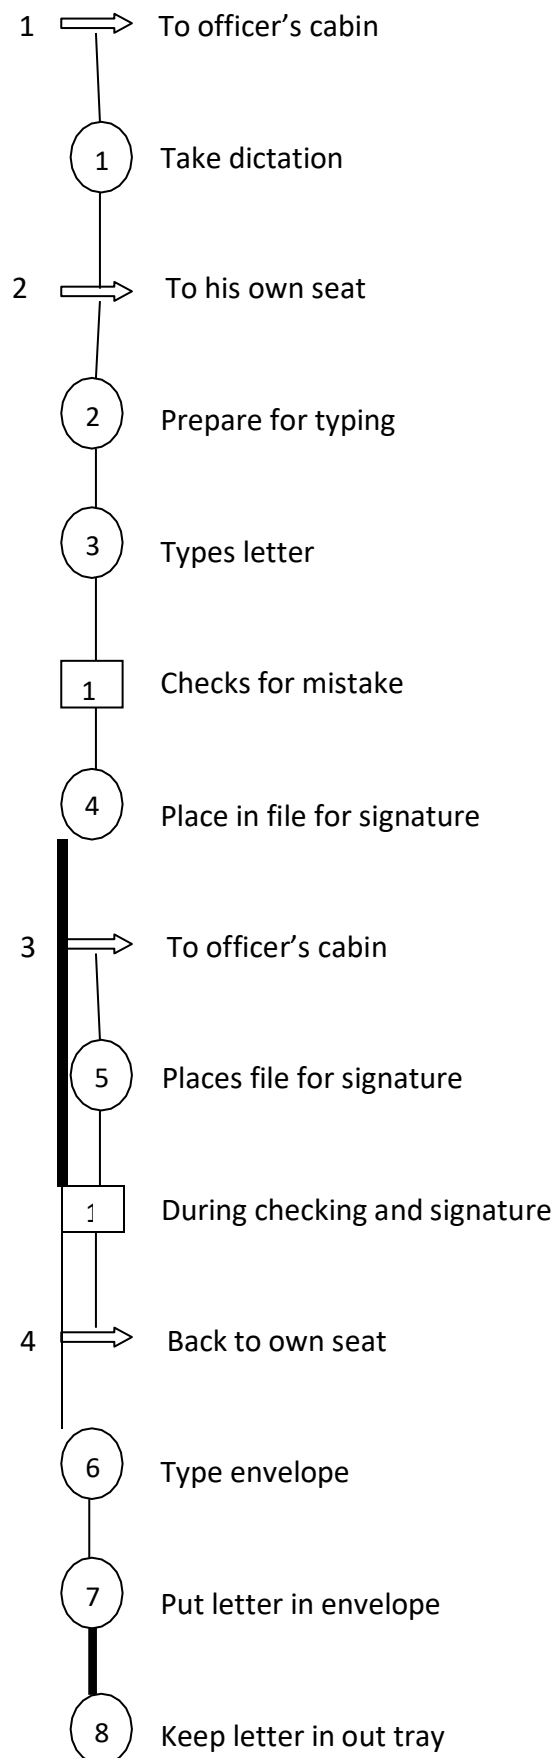 1 To officer's cabin
1 Take dictation
2 To his own seat
2 Prepare for typing
3 Types letter
1 Checks for mistake
4 Place in file for signature
3 To officer's cabin
5 Places file for signature
1 During checking and signature
4 Back to own seat
6 Type envelope
7 Put letter in envelope
8 Keep letter in out tray